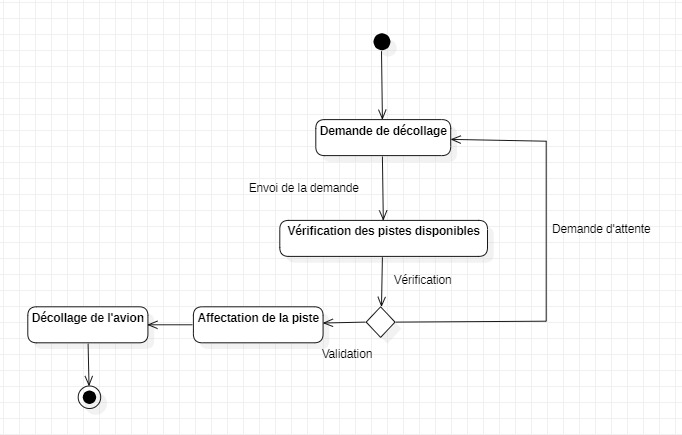 Demande de décollage
Envoi de la demande
Vérification des pistes disponibles
Demande d'attente
Vérification
Décollage de l'avion
Affectation de la piste
Validation